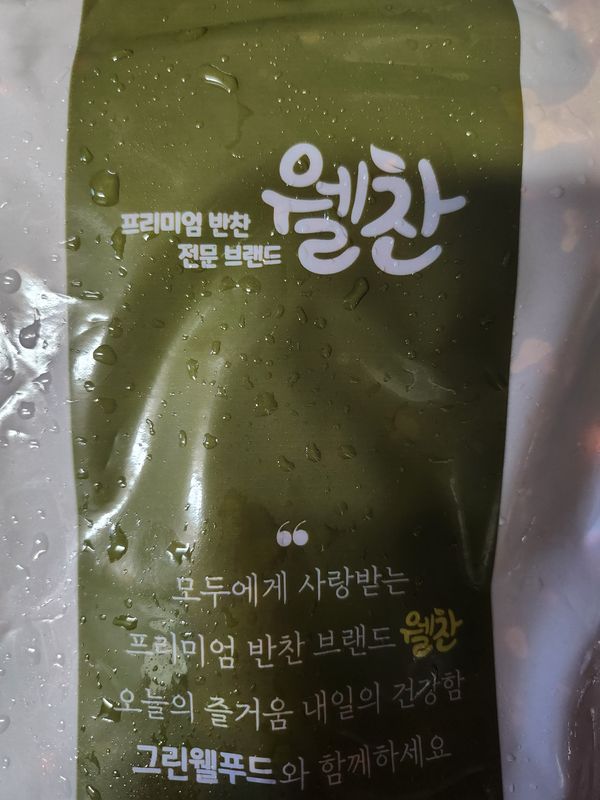 프리미엄 반찬
전문 브랜드
웰찬
❝
모두에게 사랑받는
프리미엄 반찬 브랜드 웰찬
오늘의 즐거움 내일의 건강함
그린웰푸드와 함께하세요